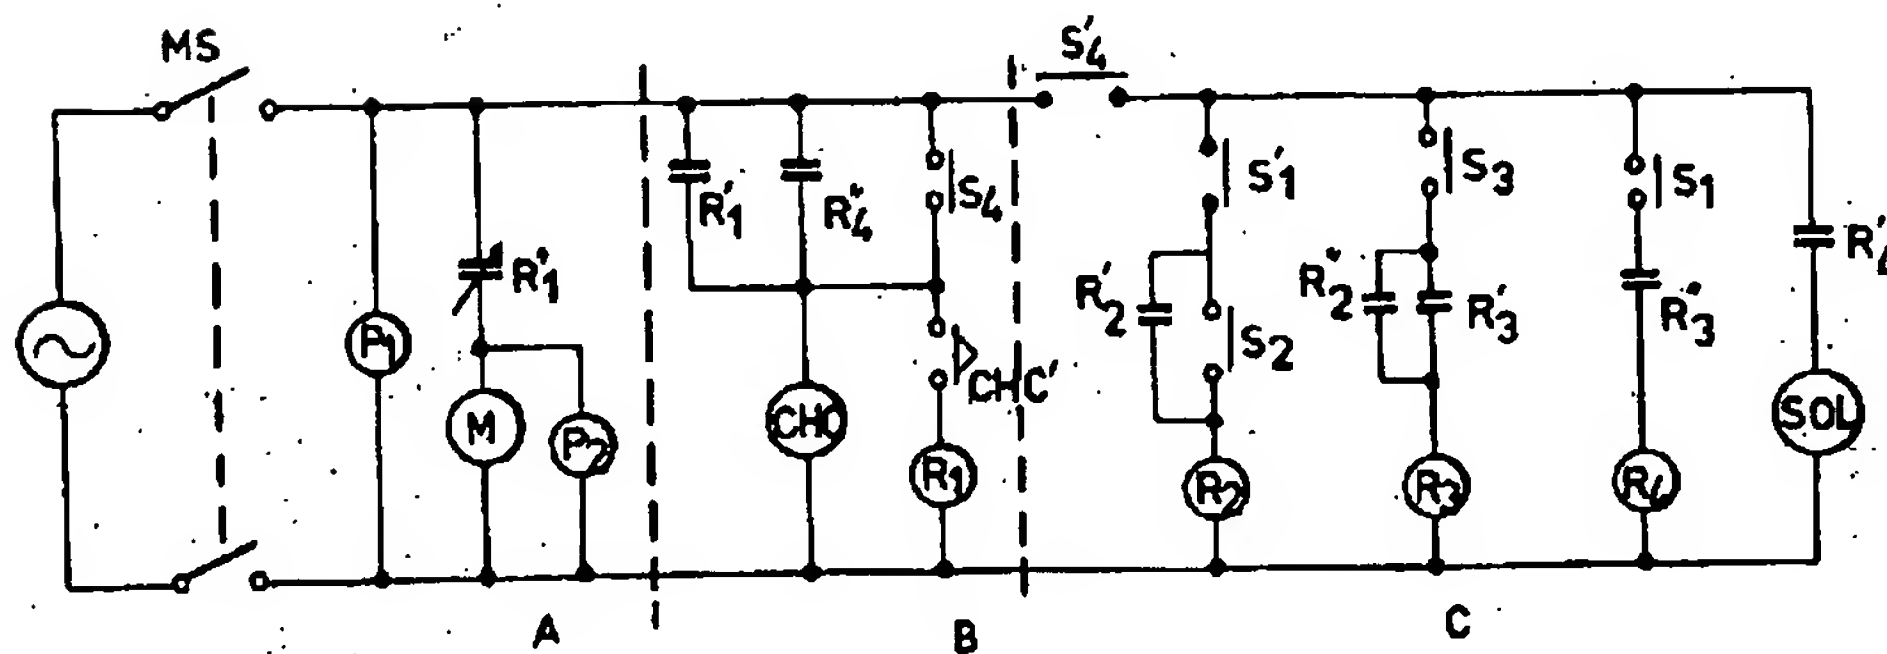 MS
S'4
P1
R"1
M
P2
R'1
R"4
S4
CHC
CHC'
R1
S'1
R'2
S2
R2
S3
R"2
R'3
R3
S1
R"3
R4
R'4
SOL
A
B
C